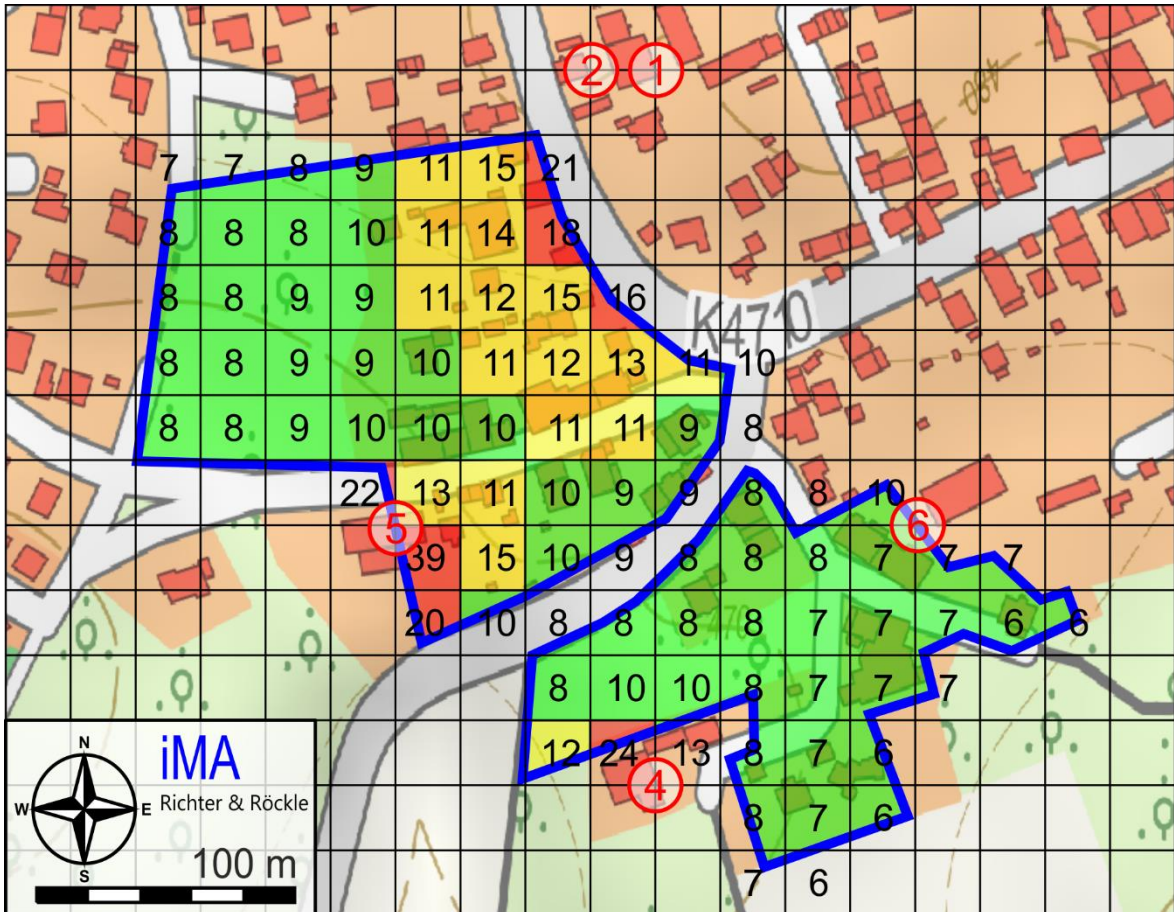 2 1
480
7 7 8 9 11 15 21
8 8 8 10 11 14 18
8 8 9 9 11 12 15 16
K4710
8 8 9 9 10 11 12 13 11 10
8 8 9 10 10 10 11 11 9 8
22 13 11 10 9 9 8 8 10
5 6
39 15 10 9 8 8 8 7 7 7
20 10 8 8 8 8 7 7 7 6 6
470
8 10 10 8 7 7 7
12 24 13 8 7 6
4
8 7 6
7 6
N
W E
S
iMA
Richter & Röckle
100 m